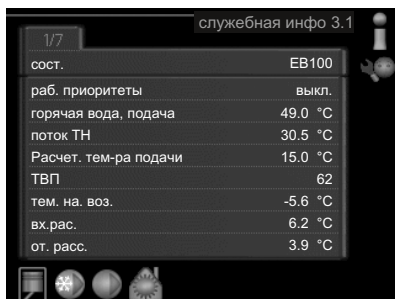 служебная инфо 3.1
1/7
сост. EB100
раб. приоритеты выкл.
горячая вода, подача 49.0 °C
поток ТН 30.5 °C
Расчет. тем-ра подачи 15.0 °C
ТВП 62
тем. на. воз. -5.6 °C
вх.рас. 6.2 °C
от. расс. 3.9 °C